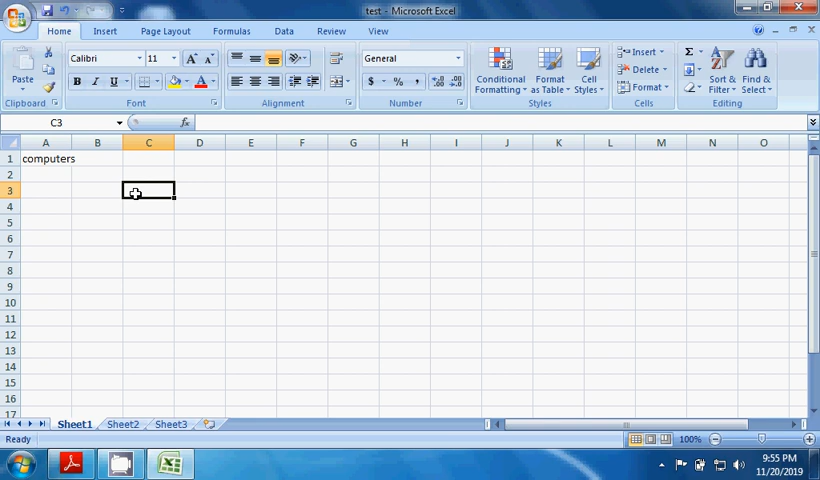 test - Microsoft Excel
Home Insert Page Layout Formulas Data Review View
Paste
Clipboard
Calibri 11
B I U
Font
Alignment
General
$ % ,
Number
Conditional Formatting
Format as Table
Cell Styles
Styles
Insert
Delete
Format
Cells
Σ
Sort & Filter
Find & Select
Editing
C3 fx
A B C D E F G H I J K L M N O
1 computers
2
3
4
5
6
7
8
9
10
11
12
13
14
15
16
17
Sheet1 Sheet2 Sheet3
Ready 100%
9:55 PM
11/20/2019